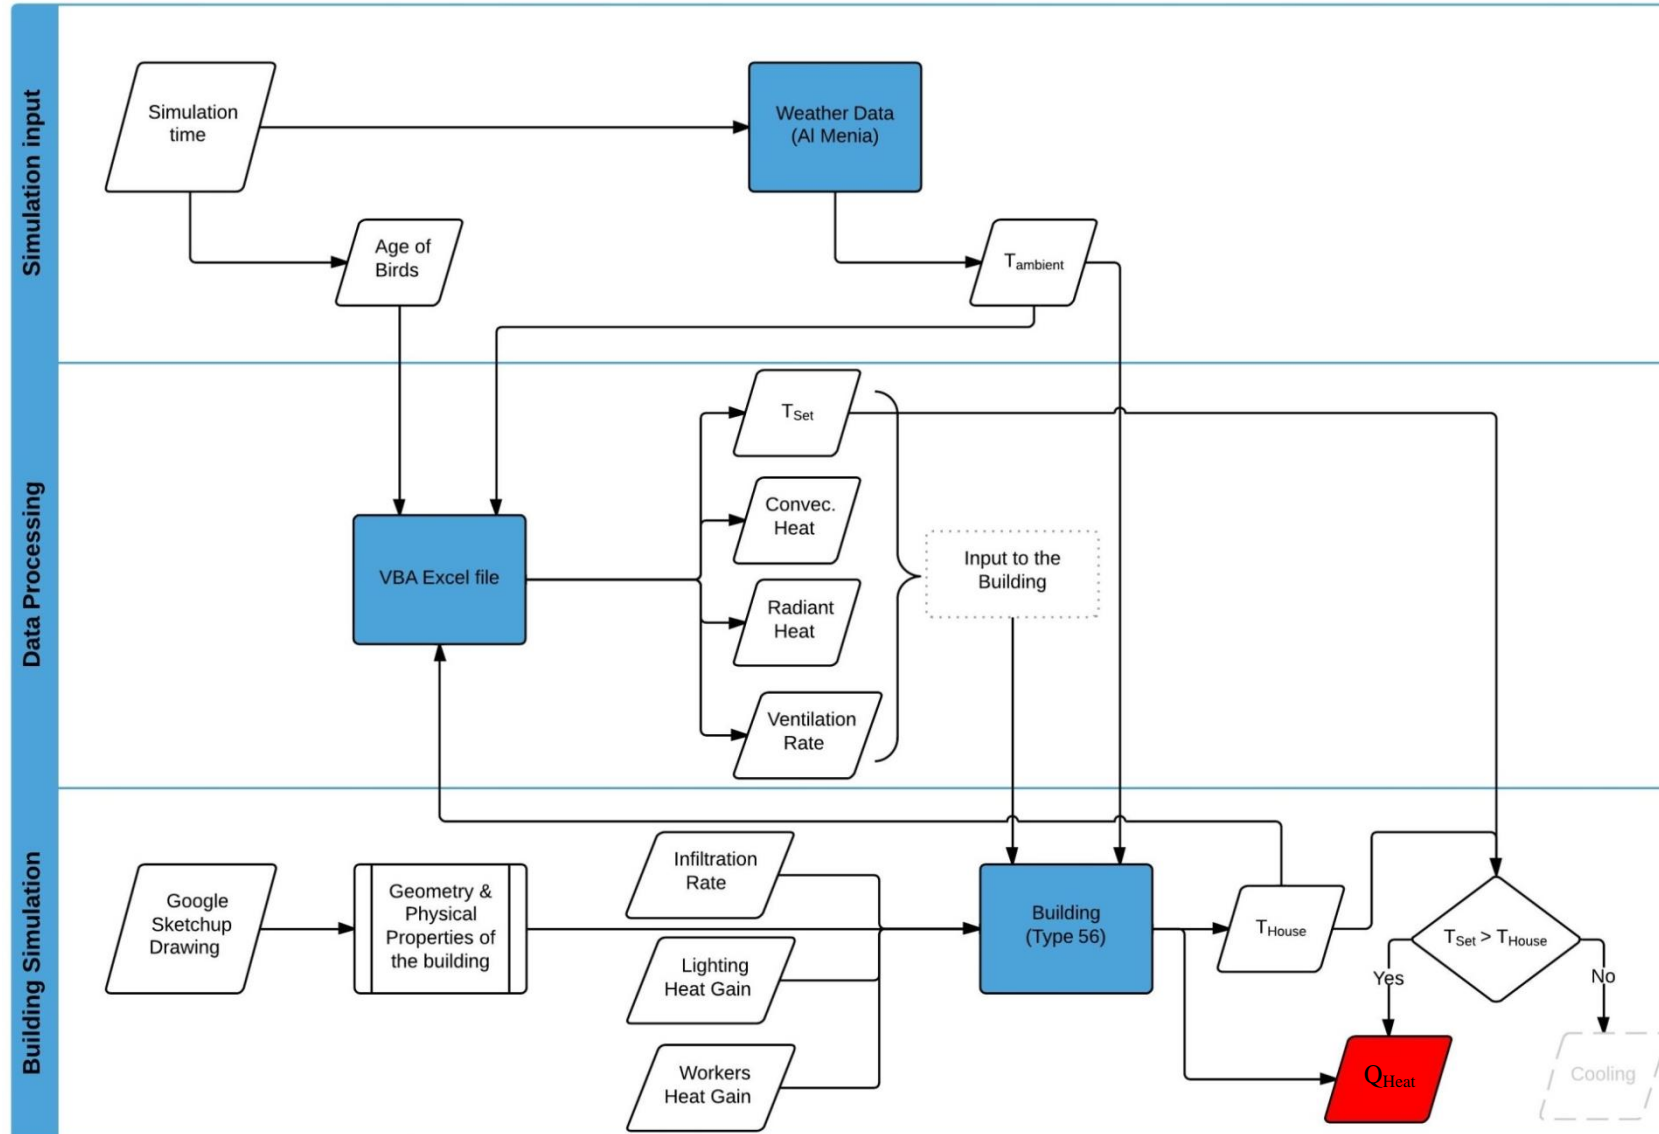 Simulation input
Simulation
time
Weather Data
(Al Menia)
Age of
Birds
Tambient
Data Processing
TSet
Convec.
Heat
VBA Excel file
Input to the
Building
Radiant
Heat
Ventilation
Rate
Building Simulation
Google
Sketchup
Drawing
Geometry &
Physical
Properties of
the building
Infiltration
Rate
Lighting
Heat Gain
Workers
Heat Gain
Building
(Type 56)
THouse
TSet > THouse
Yes
No
QHeat
Cooling